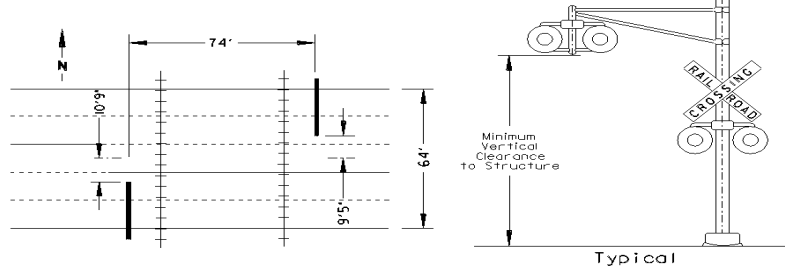 74'
N
10'9"
64'
9'5"
RAIL
ROAD
CROSSING
Minimum
Vertical
Clearance
to Structure
Typical